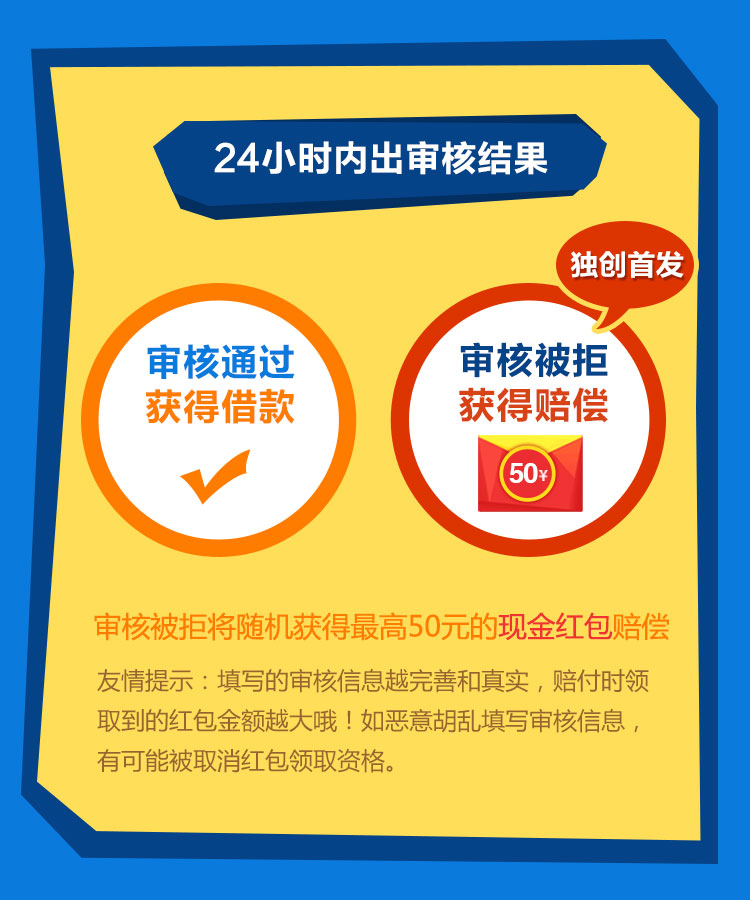 24小时内出审核结果
独创首发
审核通过
获得借款
审核被拒
获得赔偿
50¥
审核被拒将随机获得最高50元的现金红包赔偿
友情提示：填写的审核信息越完善和真实，赔付时领
取到的红包金额越大哦！如恶意胡乱填写审核信息，
有可能被取消红包领取资格。